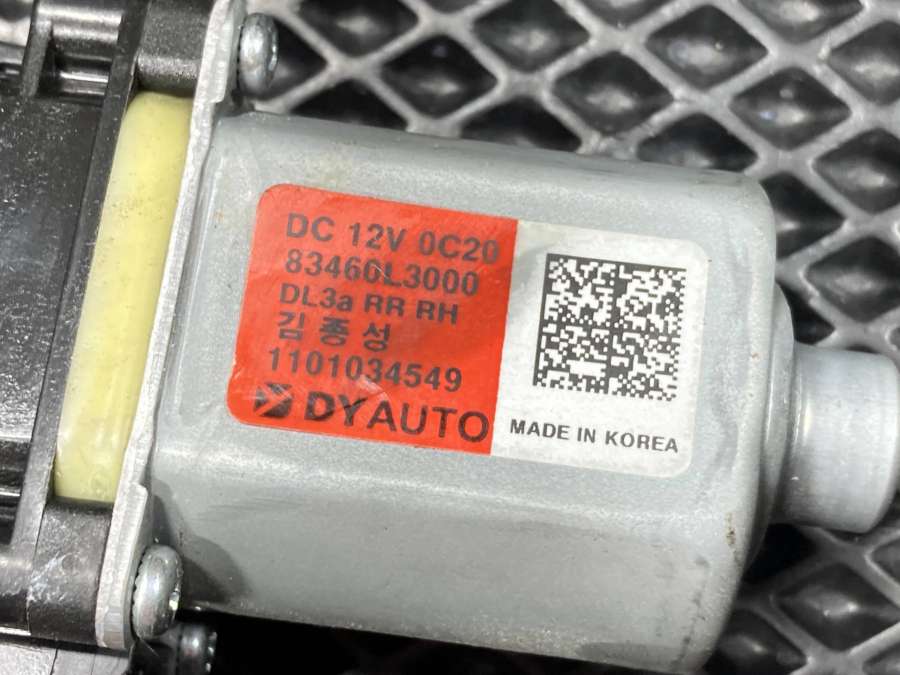 DC 12V 0C20
83460L3000
DL3a RR RH
김 종 성
1101034549
DYAUTO
MADE IN KOREA